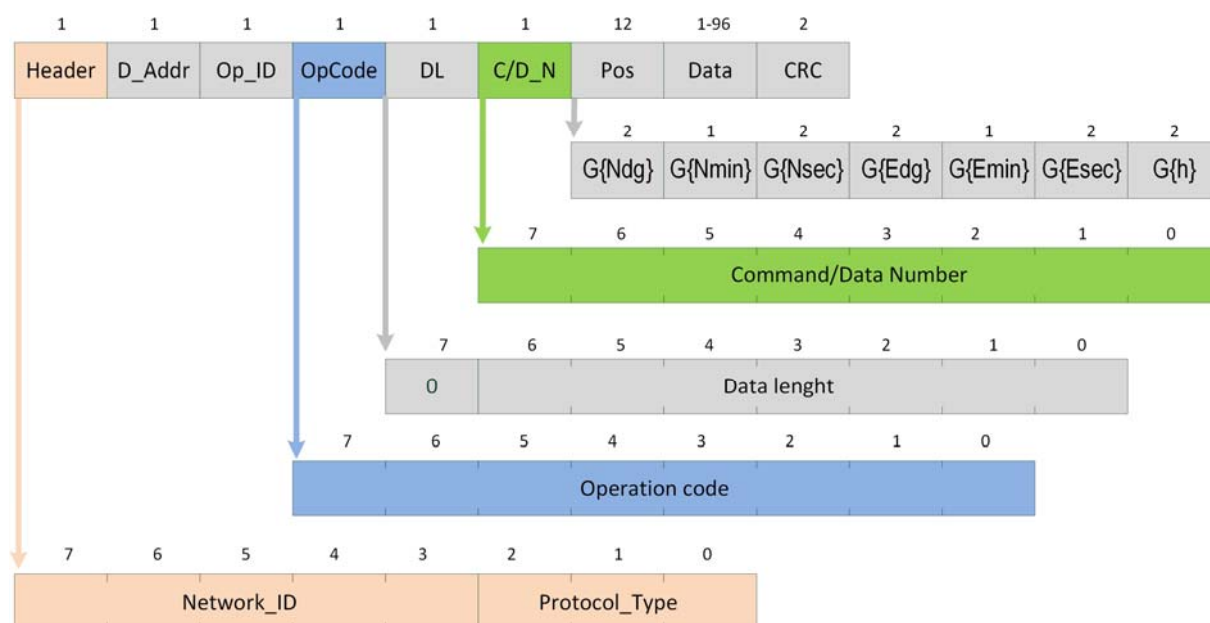 1 1 1 1 1 1 12 1-96 2
Header D_Addr Op_ID OpCode DL C/D_N Pos Data CRC
2 1 2 2 1 2 2
G{Ndg} G{Nmin} G{Nsec} G{Edg} G{Emin} G{Esec} G{h}
7 6 5 4 3 2 1 0
Command/Data Number
7 6 5 4 3 2 1 0
0 Data lenght
7 6 5 4 3 2 1 0
Operation code
7 6 5 4 3 2 1 0
Network_ID Protocol_Type